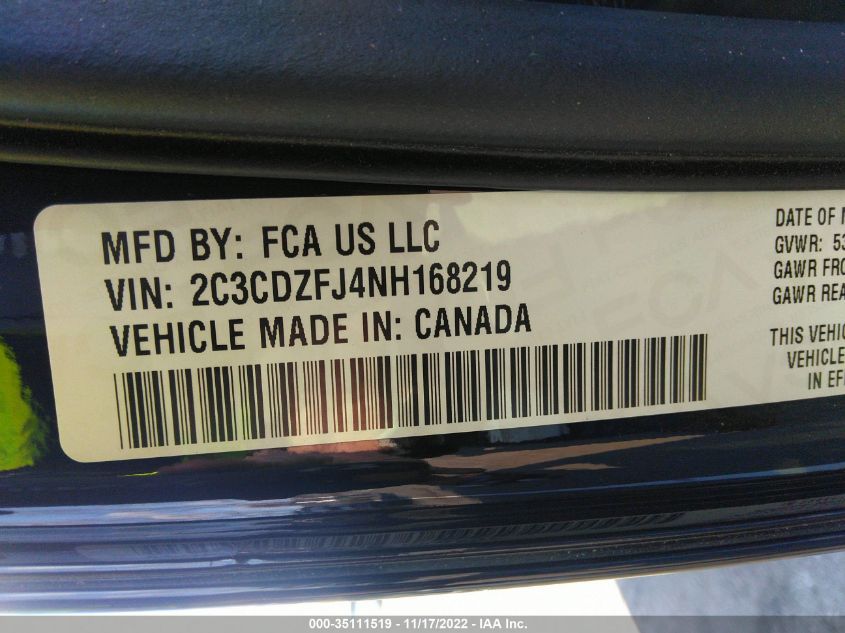 MFD BY: FCA US LLC
VIN: 2C3CDZFJ4NH168219
VEHICLE MADE IN: CANADA
DATE OF
GVWR: 53
GAWR FRO
GAWR REA
THIS VEHIC
VEHICLE
IN EF
000-35111519 - 11/17/2022 - IAA Inc.